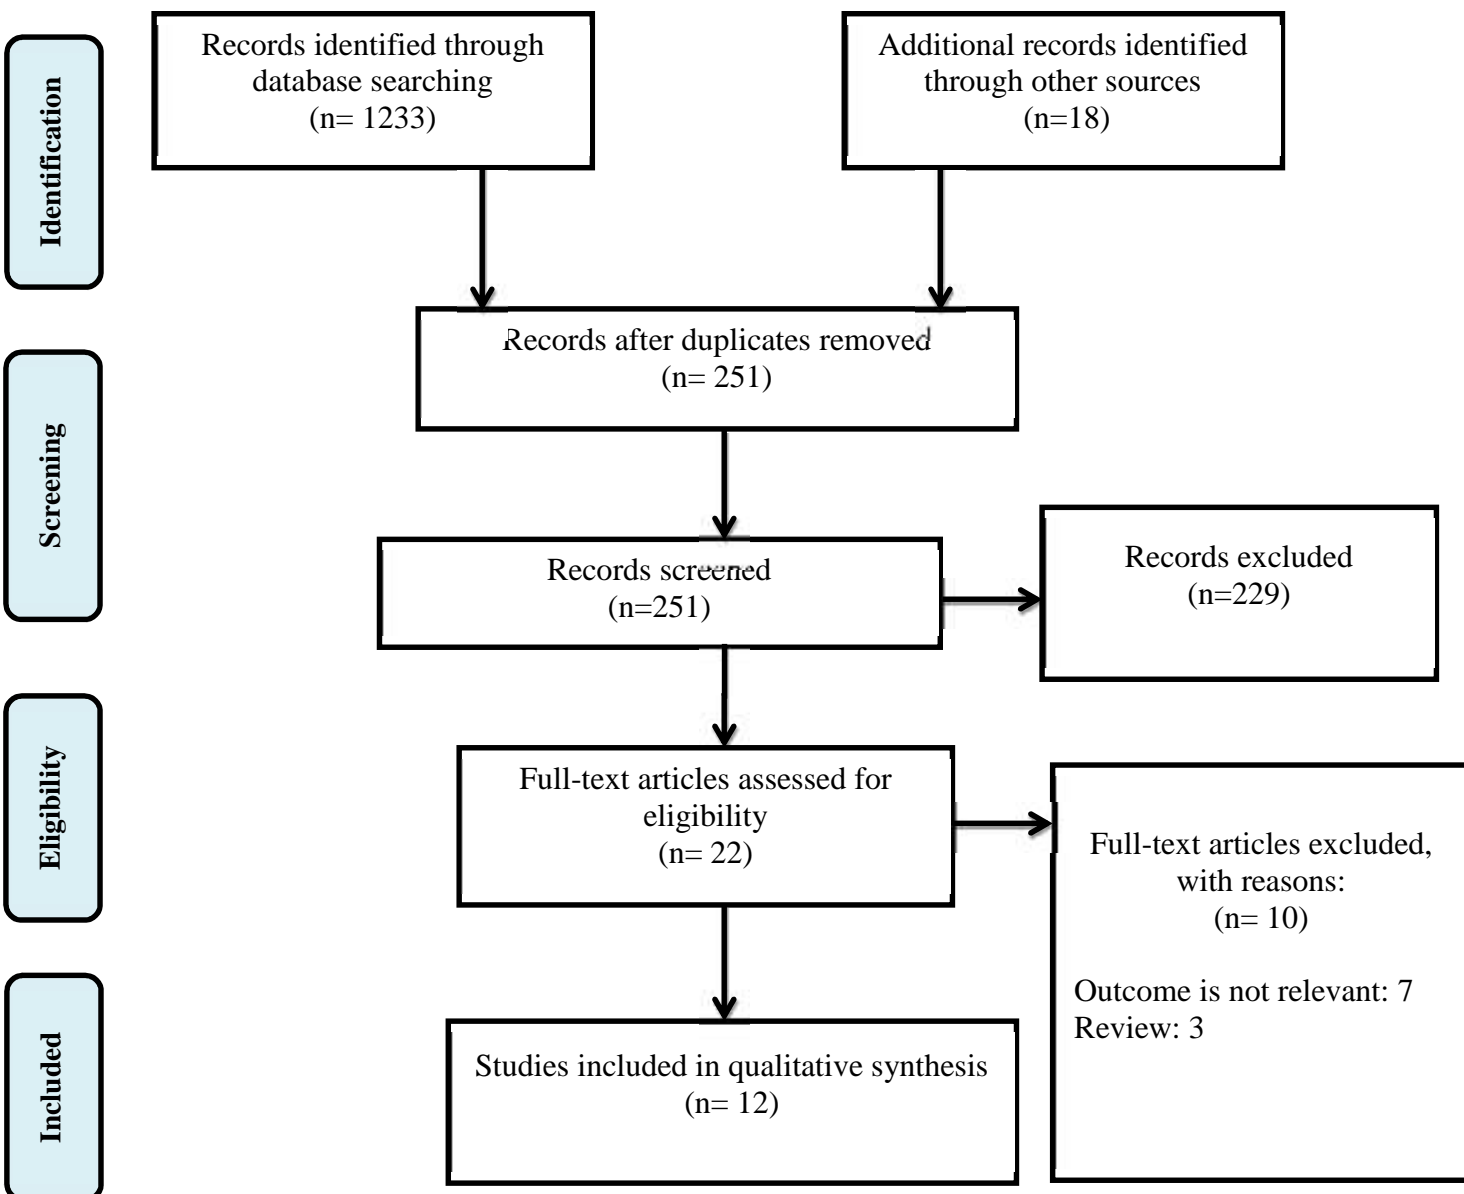 Identification
Records identified through
database searching
(n= 1233)
Additional records identified
through other sources
(n=18)
Records after duplicates removed
(n= 251)
Screening
Records screened
(n=251)
Records excluded
(n=229)
Eligibility
Full-text articles assessed for
eligibility
(n= 22)
Full-text articles excluded,
with reasons:
(n= 10)
Outcome is not relevant: 7
Review: 3
Included
Studies included in qualitative synthesis
(n= 12)